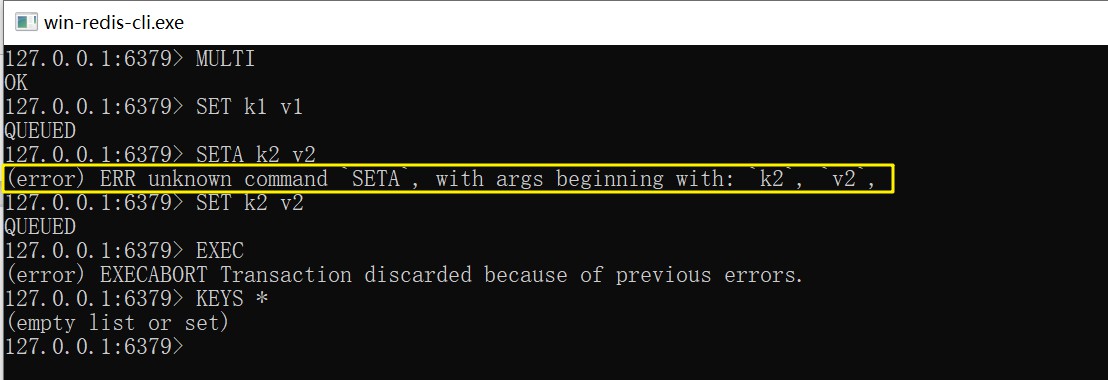 win-redis-cli.exe
127.0.0.1:6379> MULTI
OK
127.0.0.1:6379> SET k1 v1
QUEUED
127.0.0.1:6379> SETA k2 v2
(error) ERR unknown command `SETA`, with args beginning with: `k2`, `v2`,
127.0.0.1:6379> SET k2 v2
QUEUED
127.0.0.1:6379> EXEC
(error) EXECABORT Transaction discarded because of previous errors.
127.0.0.1:6379> KEYS *
(empty list or set)
127.0.0.1:6379>